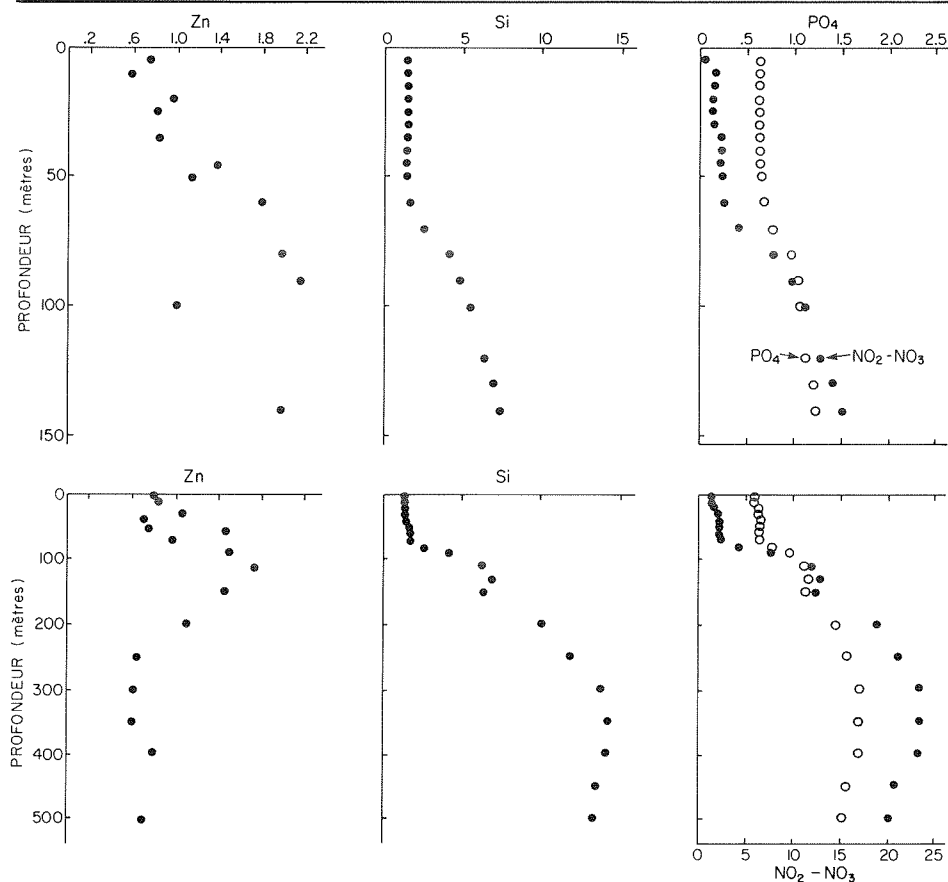 Zn
Si
PO₄
.2 .6 1.0 1.4 1.8 2.2
0 5 10 15
0 .5 1.0 1.5 2.0 2.5
0
50
100
150
PROFONDEUR (mètres)
PO₄ NO₂-NO₃
Zn
Si
0
100
200
300
400
500
PROFONDEUR (mètres)
0 5 10 15 20 25
NO₂ – NO₃